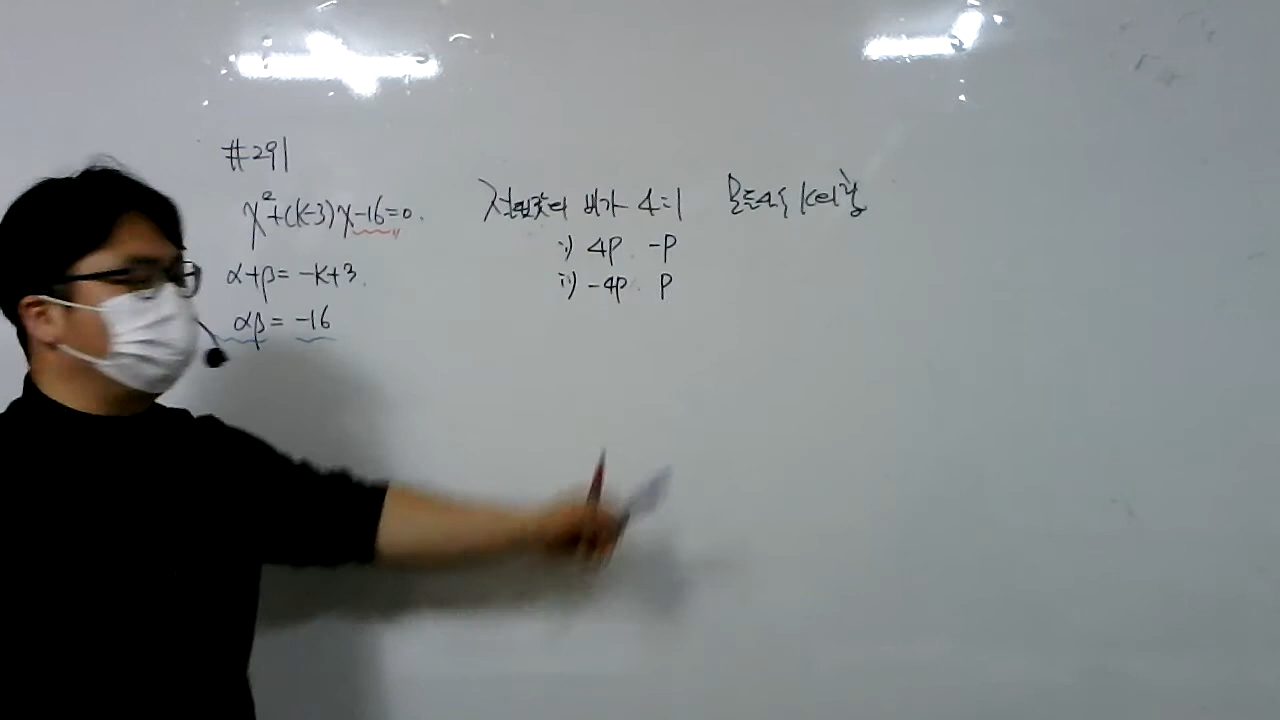 #291
x²+(k-3)x-16=0.
α+β = -k+3.
αβ = -16
절댓값의 비가 4:1 모든 실수 k의 합
i) 4p. -p
ii) -4p. p